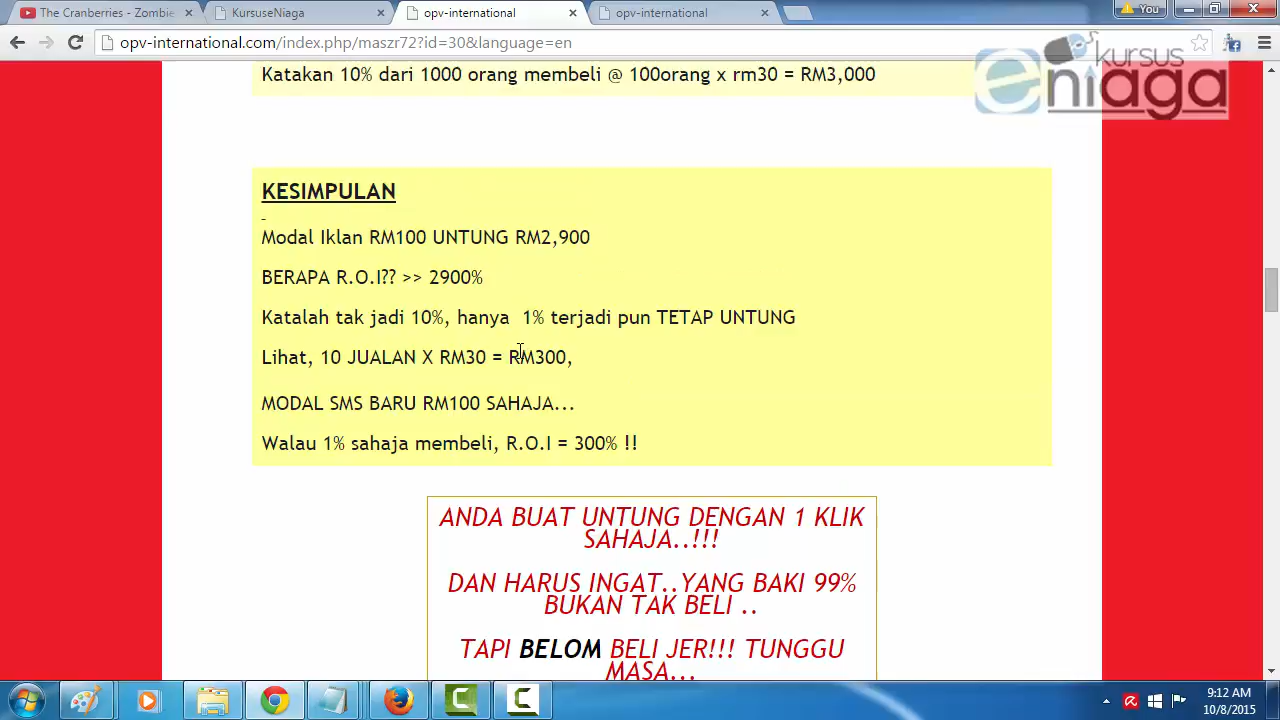 The Cranberries - Zombie
KursuseNiaga
opv-international
opv-international
You
opv-international.com/index.php/maszr72?id=30&language=e
kursus
eniaga
Katakan 10% dari 1000 orang membeli @ 100orang x rm30 = RM3,000
KESIMPULAN
Modal Iklan RM100 UNTUNG RM2,900
BERAPA R.O.I?? >> 2900%
Katalah tak jadi 10%, hanya 1% terjadi pun TETAP UNTUNG
Lihat, 10 JUALAN X RM30 = RM300,
MODAL SMS BARU RM100 SAHAJA...
Walau 1% sahaja membeli, R.O.I = 300% !!
ANDA BUAT UNTUNG DENGAN 1 KLIK
SAHAJA..!!!
DAN HARUS INGAT..YANG BAKI 99%
BUKAN TAK BELI ..
TAPI BELOM BELI JER!!! TUNGGU
MASA...
9:12 AM
10/8/2015